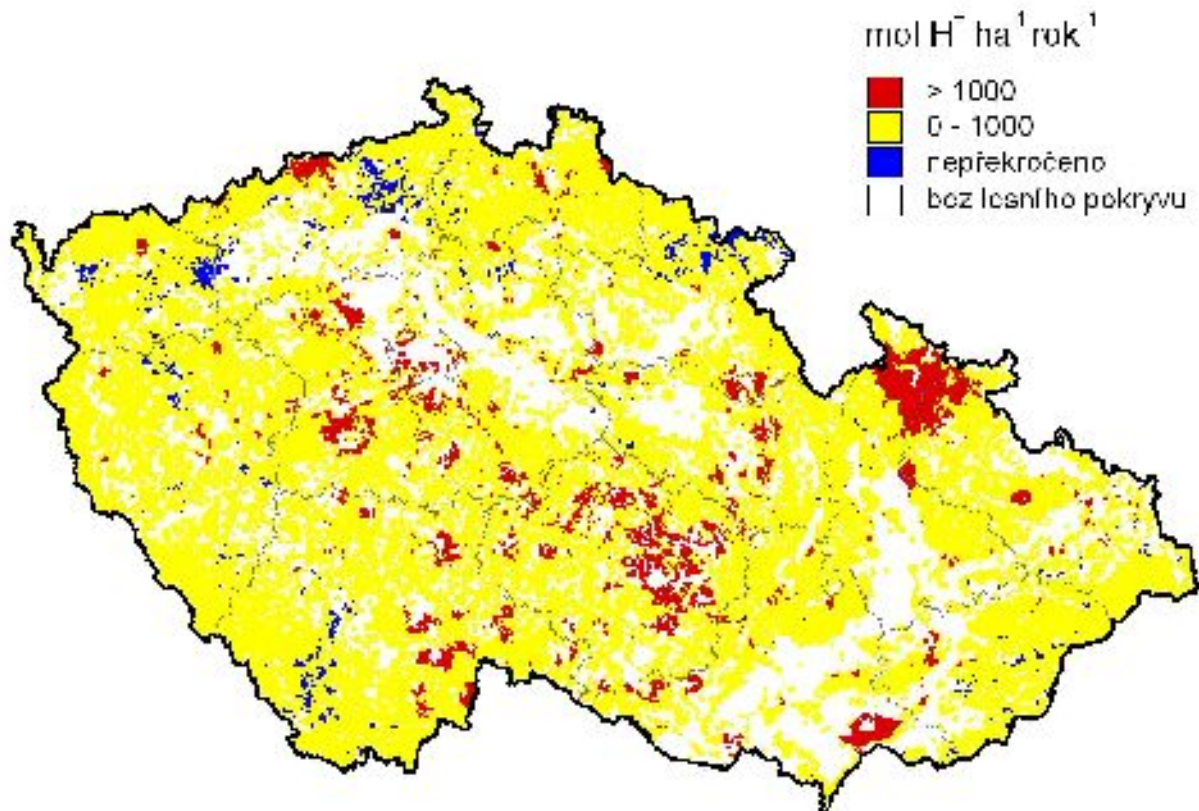 mol H⁻ ha⁻¹ rok⁻¹
> 1000
0 - 1000
nepřekročeno
bez lesního pokryvu